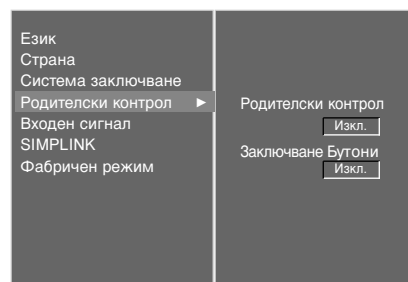 Език
Страна
Система заключване
Родителски контрол ►
Входен сигнал
SIMPLINK
Фабричен режим
Родителски контрол
Изкл.
Заключване Бутони
Изкл.